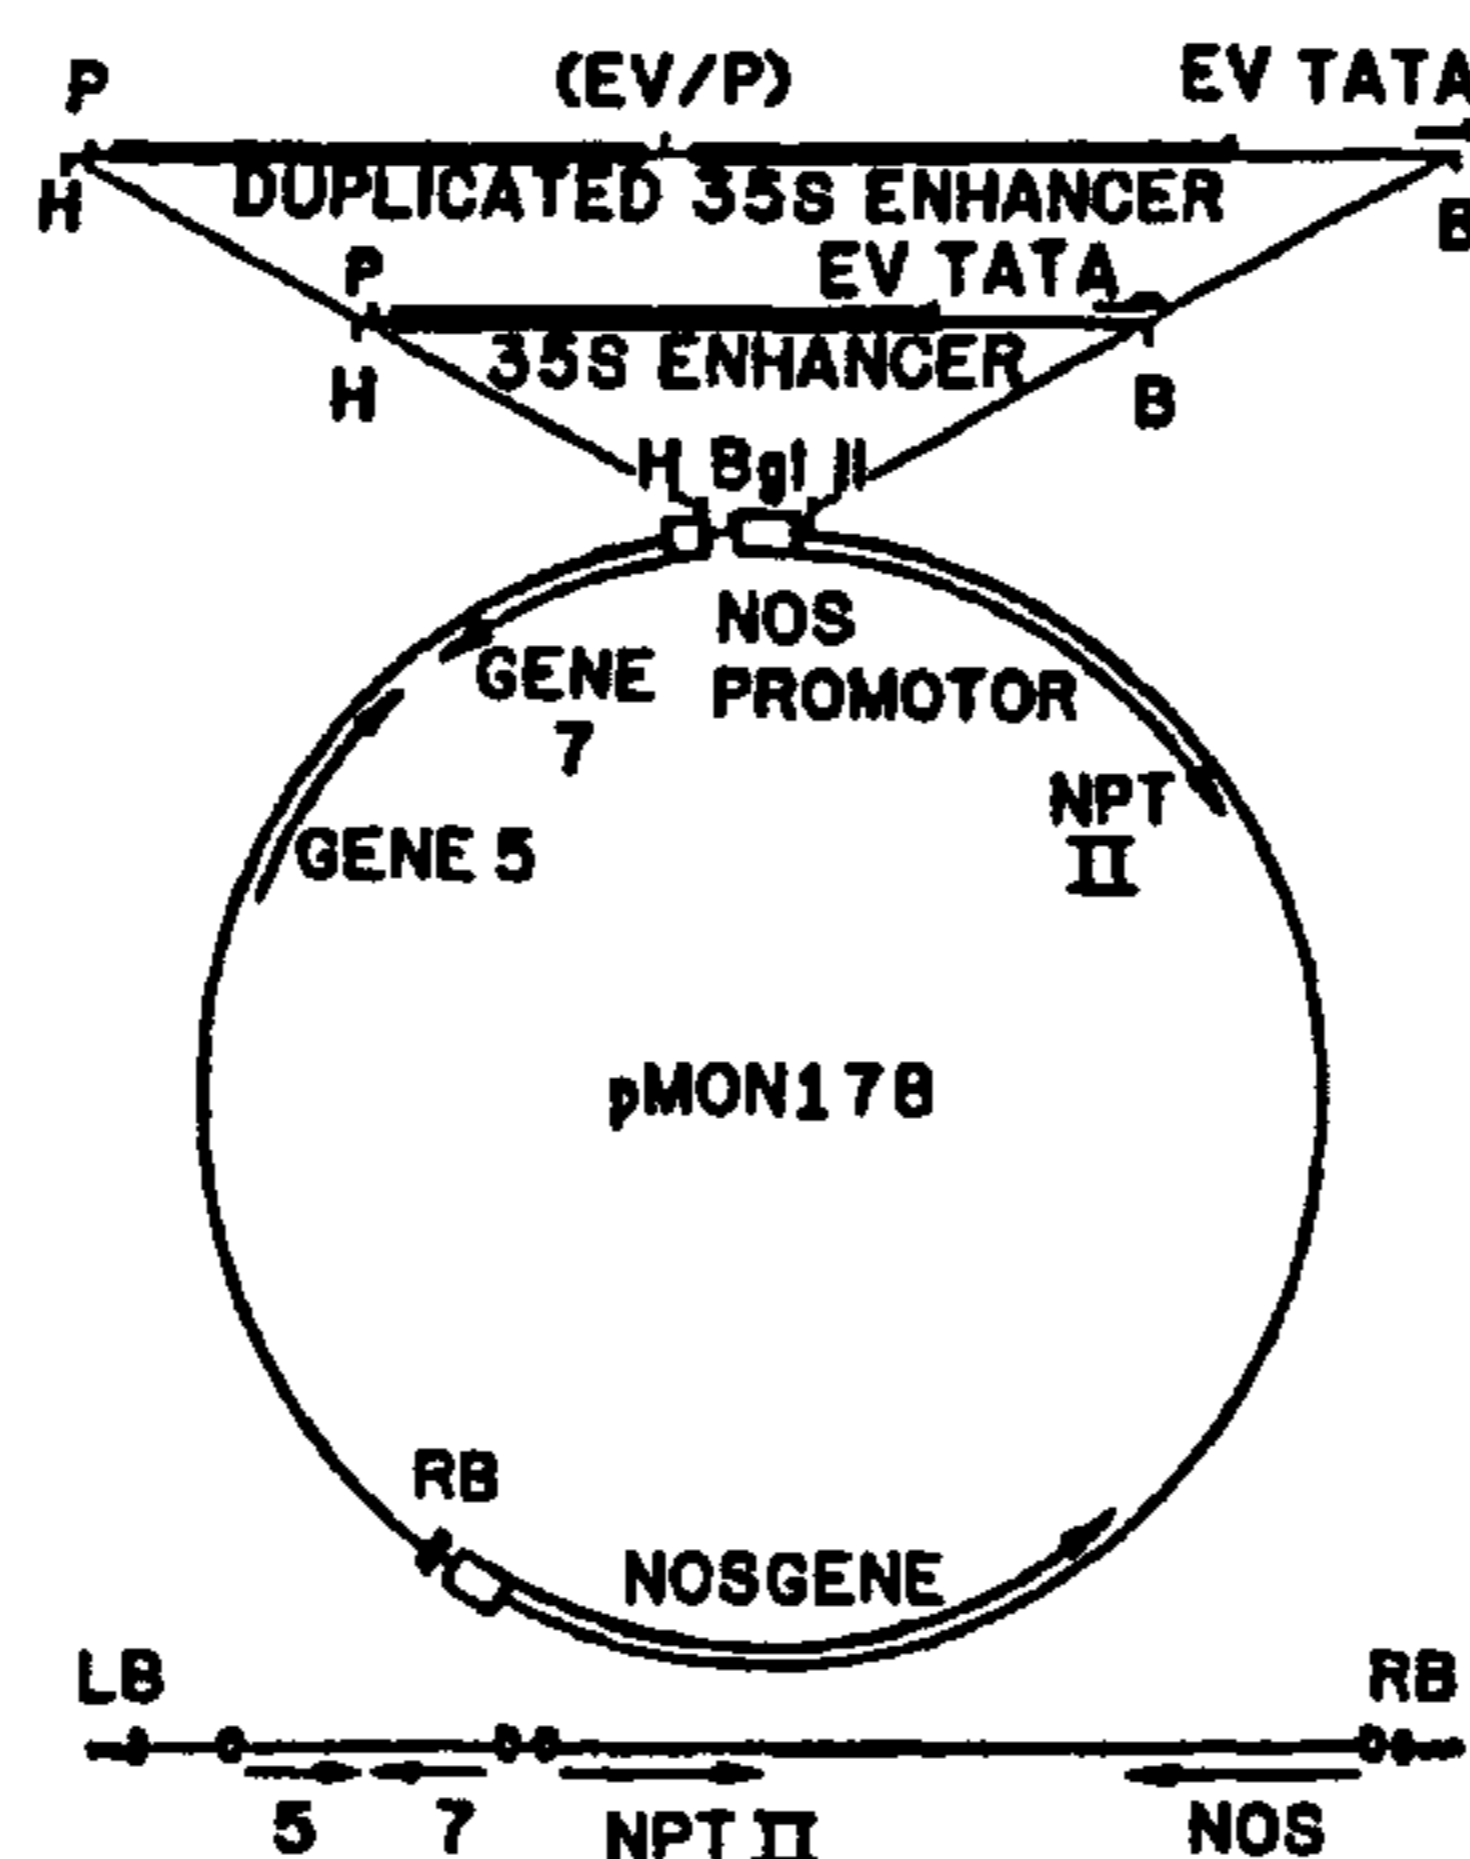 P (EV/P) EV TATA
H DUPLICATED 35S ENHANCER B
P EV TATA
H 35S ENHANCER B
H Bgl II
NOS
PROMOTOR
GENE
7
NPT
II
GENE 5
pMON178
RB
NOSGENE
LB RB
5 7 NPT II NOS